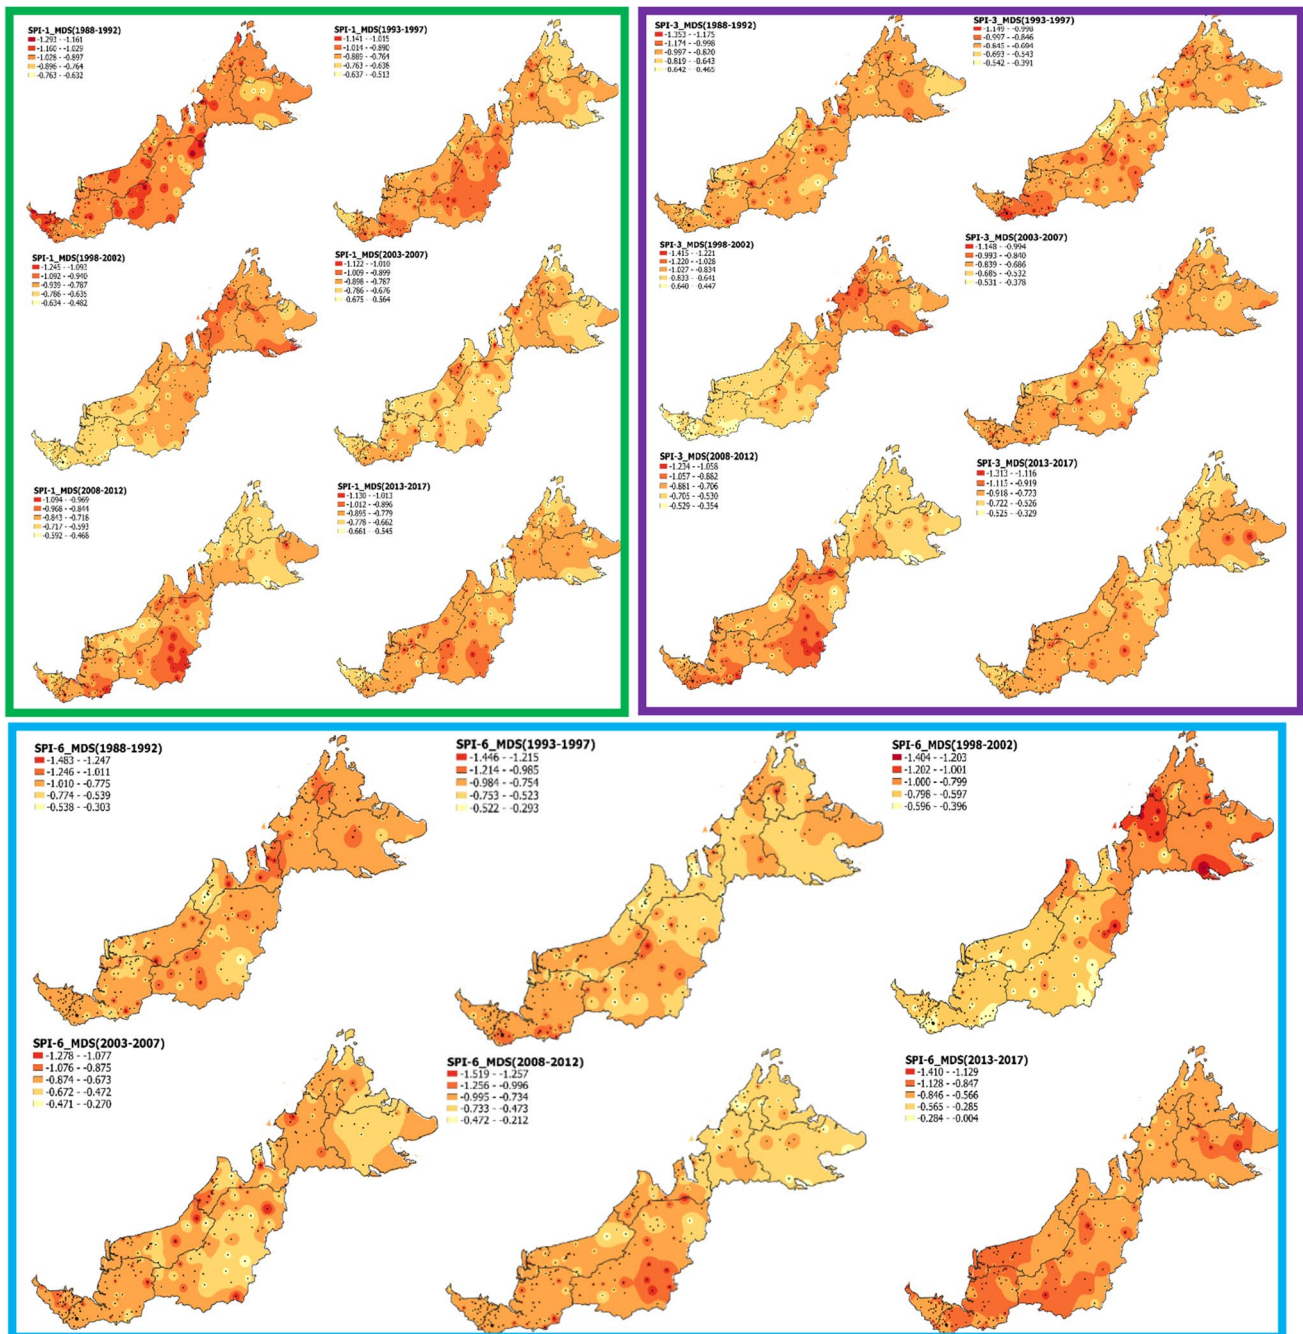 SPI-1_MDS(1988-1992)
-1.293 - -1.161
-1.160 - -1.029
-1.028 - -0.897
-0.896 - -0.764
-0.763 - -0.632
SPI-1_MDS(1993-1997)
-1.141 - -1.015
-1.014 - -0.890
-0.889 - -0.764
-0.763 - -0.638
-0.637 - -0.513
SPI-1_MDS(1998-2002)
-1.245 - -1.093
-1.092 - -0.940
-0.939 - -0.787
-0.786 - -0.635
-0.634 - -0.482
SPI-1_MDS(2003-2007)
-1.122 - -1.010
-1.009 - -0.899
-0.898 - -0.787
-0.786 - -0.676
-0.675 - -0.564
SPI-1_MDS(2008-2012)
-1.094 - -0.969
-0.968 - -0.844
-0.843 - -0.718
-0.717 - -0.593
-0.592 - -0.468
SPI-1_MDS(2013-2017)
-1.130 - -1.013
-1.012 - -0.896
-0.895 - -0.779
-0.778 - -0.662
-0.661 - -0.545
SPI-3_MDS(1988-1992)
-1.353 - -1.175
-1.174 - -0.998
-0.997 - -0.820
-0.819 - -0.643
-0.642 - -0.465
SPI-3_MDS(1993-1997)
-1.149 - -0.998
-0.997 - -0.846
-0.845 - -0.694
-0.693 - -0.543
-0.542 - -0.391
SPI-3_MDS(1998-2002)
-1.415 - -1.221
-1.220 - -1.028
-1.027 - -0.834
-0.833 - -0.641
-0.640 - -0.447
SPI-3_MDS(2003-2007)
-1.148 - -0.994
-0.993 - -0.840
-0.839 - -0.686
-0.685 - -0.532
-0.531 - -0.378
SPI-3_MDS(2008-2012)
-1.234 - -1.058
-1.057 - -0.882
-0.881 - -0.706
-0.705 - -0.530
-0.529 - -0.354
SPI-3_MDS(2013-2017)
-1.313 - -1.116
-1.115 - -0.919
-0.918 - -0.723
-0.722 - -0.526
-0.525 - -0.329
SPI-6_MDS(1988-1992)
-1.483 - -1.247
-1.246 - -1.011
-1.010 - -0.775
-0.774 - -0.539
-0.538 - -0.303
SPI-6_MDS(1993-1997)
-1.446 - -1.215
-1.214 - -0.985
-0.984 - -0.754
-0.753 - -0.523
-0.522 - -0.293
SPI-6_MDS(1998-2002)
-1.404 - -1.203
-1.202 - -1.001
-1.000 - -0.799
-0.798 - -0.597
-0.596 - -0.396
SPI-6_MDS(2003-2007)
-1.278 - -1.077
-1.076 - -0.875
-0.874 - -0.673
-0.672 - -0.472
-0.471 - -0.270
SPI-6_MDS(2008-2012)
-1.519 - -1.257
-1.256 - -0.996
-0.995 - -0.734
-0.733 - -0.473
-0.472 - -0.212
SPI-6_MDS(2013-2017)
-1.410 - -1.129
-1.128 - -0.847
-0.846 - -0.566
-0.565 - -0.285
-0.284 - -0.004